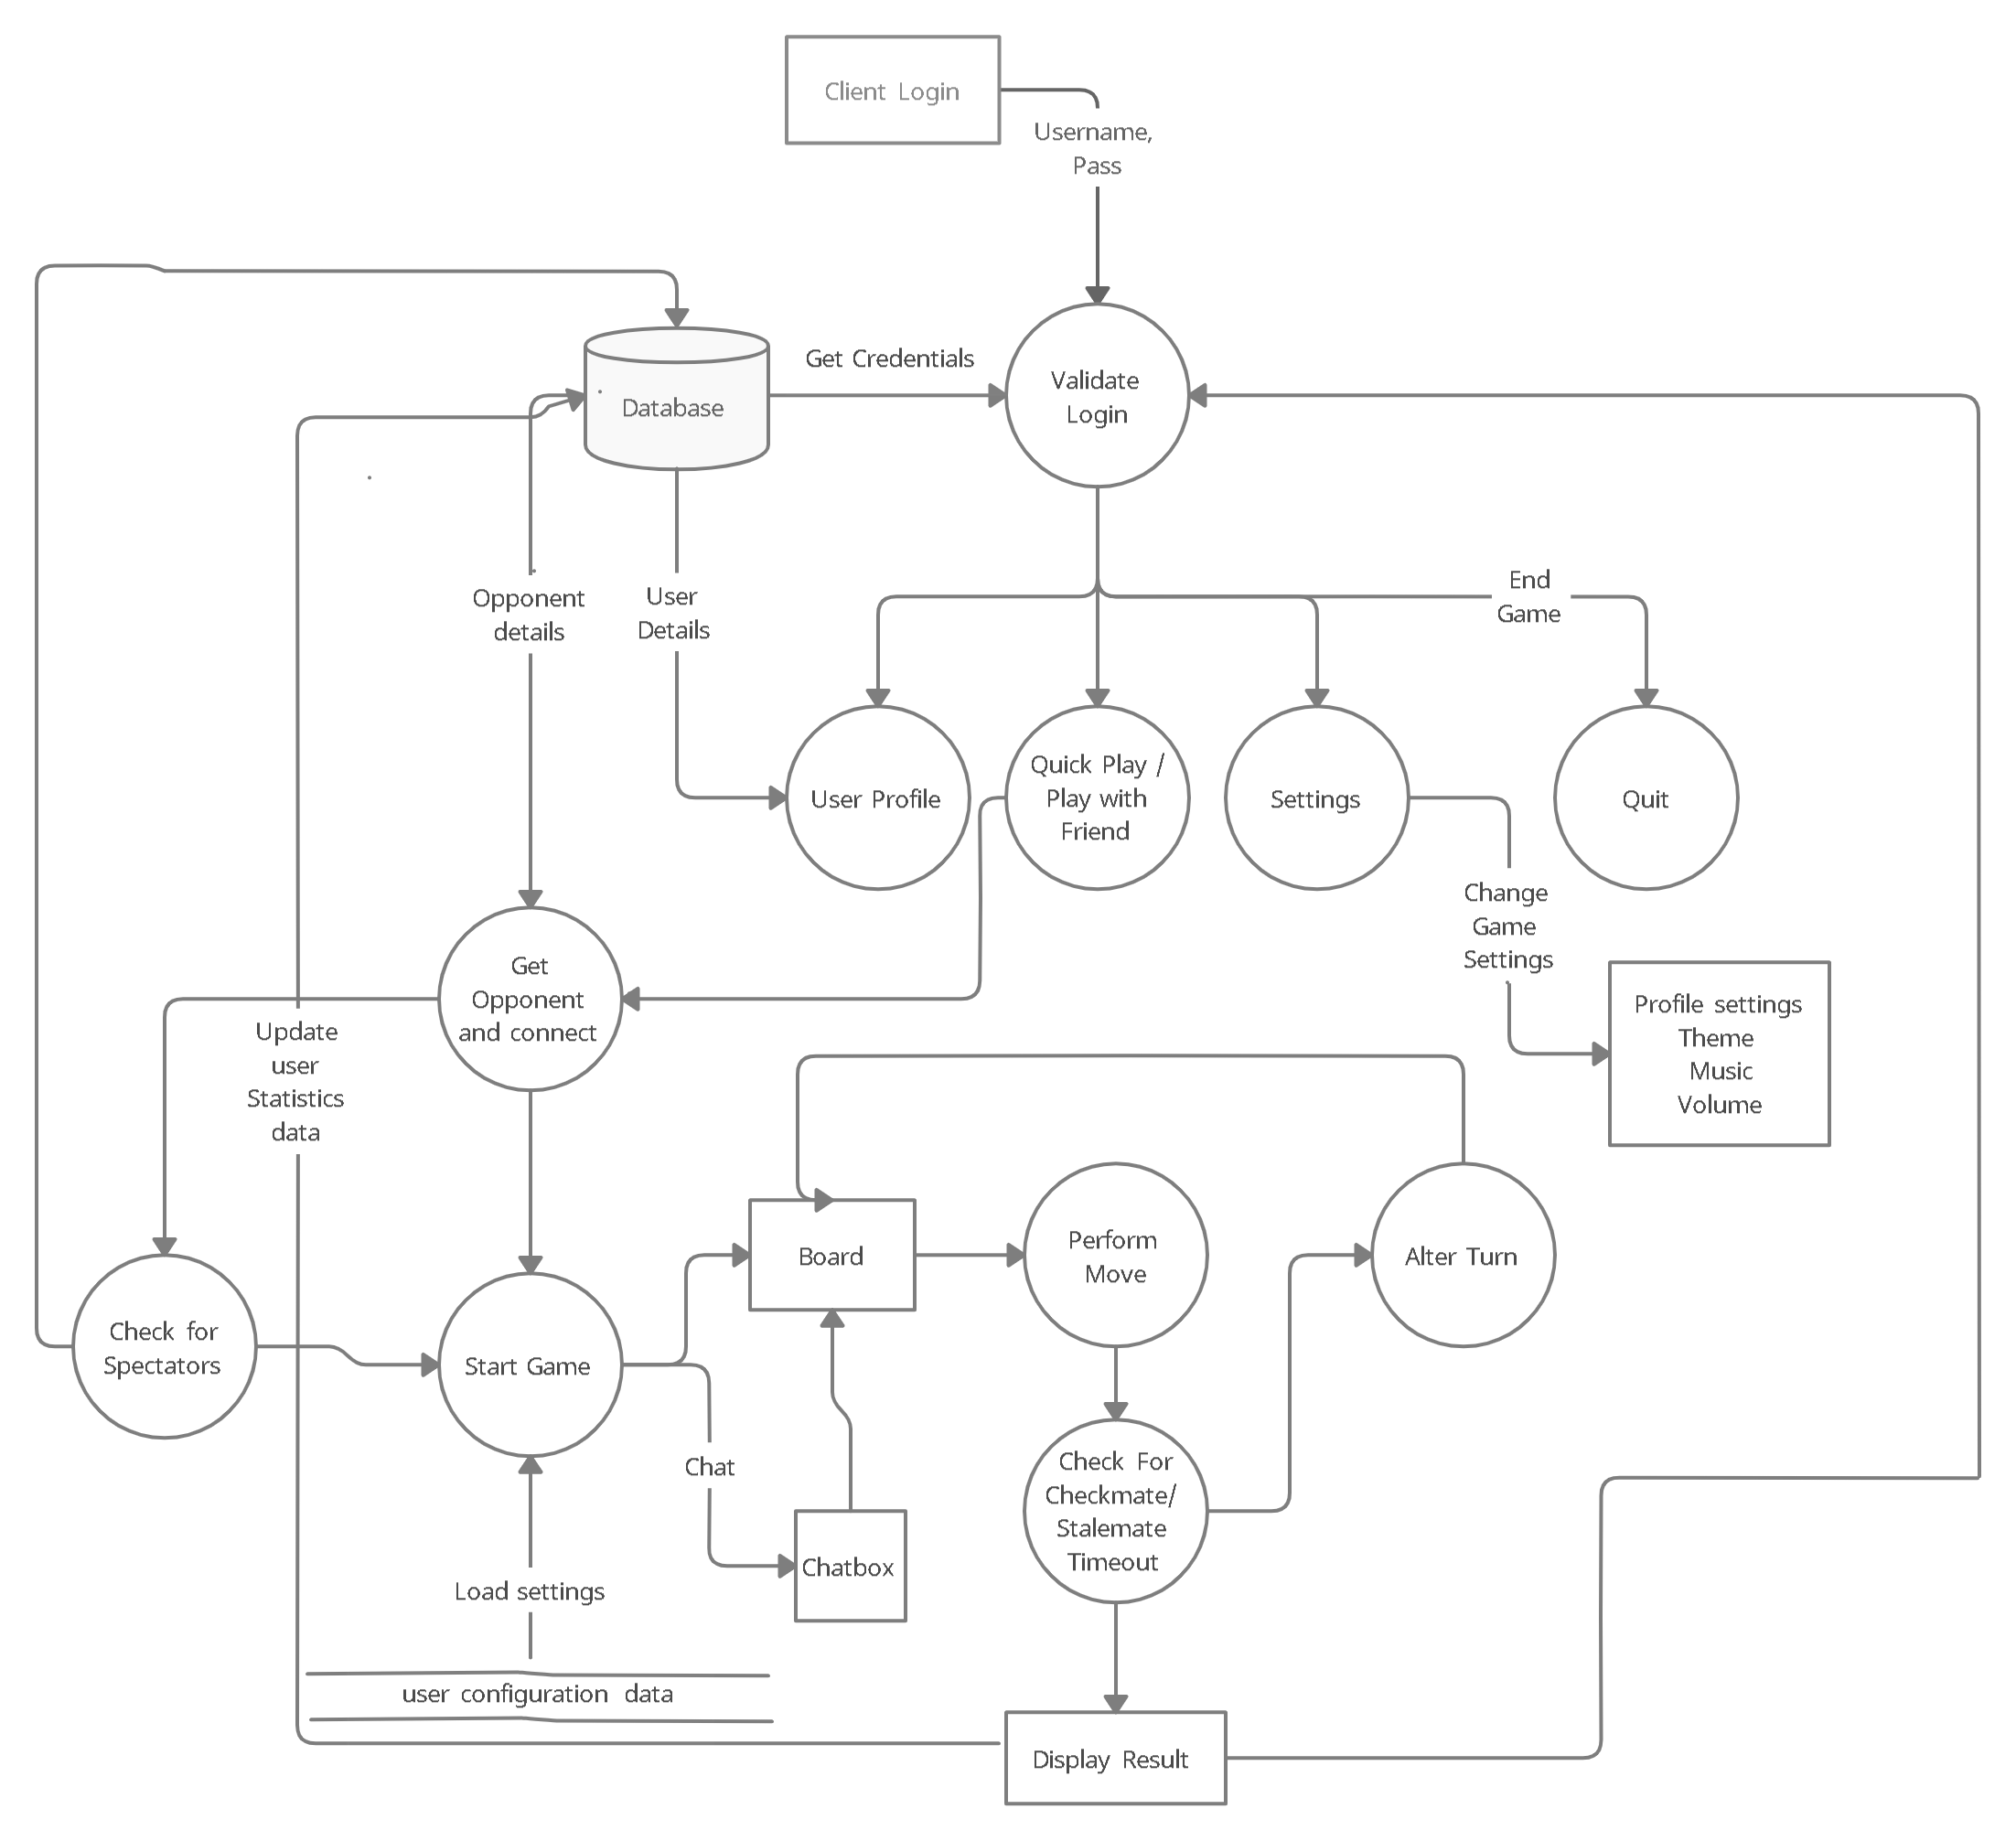 Client Login
Username,
Pass
Get Credentials
Validate
Login
Database
End
Game
Opponent
details
User
Details
User Profile
Quick Play /
Play with
Friend
Settings
Quit
Change
Game
Settings
Get
Opponent
and connect
Profile settings
Theme
Music
Volume
Update
user
Statistics
data
Board
Perform
Move
Alter Turn
Check for
Spectators
Start Game
Chat
Check For
Checkmate/
Stalemate
Timeout
Chatbox
Load settings
user configuration data
Display Result